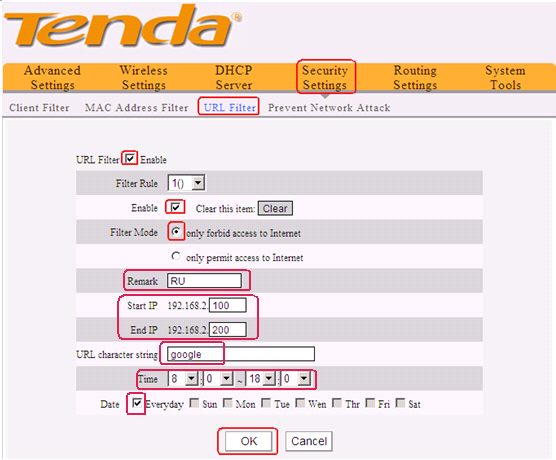 Tenda®
Advanced Settings Wireless Settings DHCP Server Security Settings Routing Settings System Tools
Client Filter MAC Address Filter URL Filter Prevent Network Attack
URL Filter Enable
Filter Rule 1()
Enable Clear this item: Clear
Filter Mode only forbid access to Internet
only permit access to Internet
Remark RU
Start IP 192.168.2. 100
End IP 192.168.2. 200
URL character string google
Time 8 : 0 ~ 18 : 0
Date Everyday Sun Mon Tue Wen Thr Fri Sat
OK Cancel